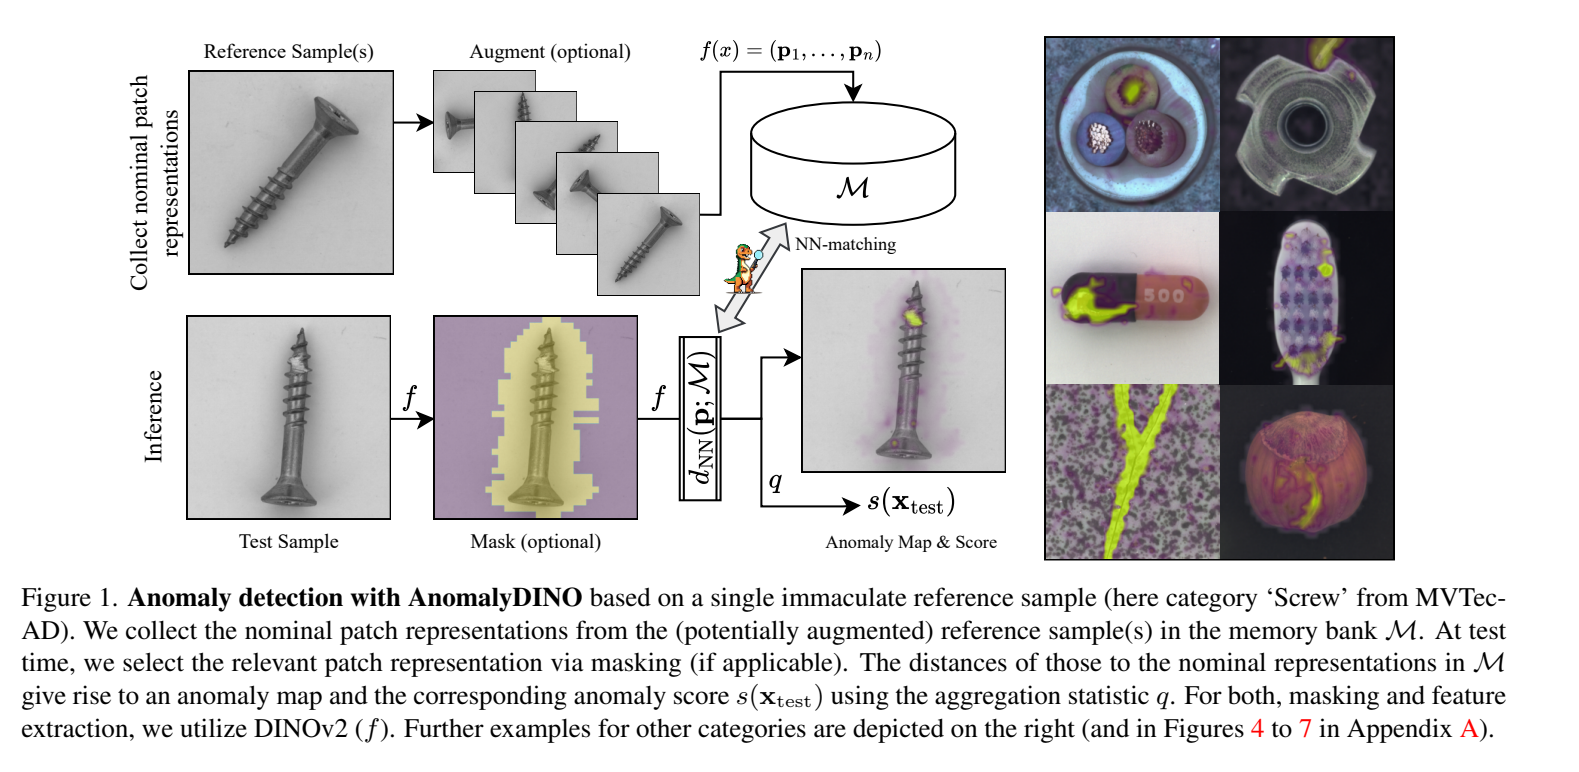 Reference Sample(s)
Augment (optional)
f(x) = (p₁, . . . , pₙ)
Collect nominal patch
representations
ℳ
NN-matching
500
Inference
f
f
d_NN(p; ℳ)
q
s(x_test)
Test Sample
Mask (optional)
Anomaly Map & Score
Figure 1. Anomaly detection with AnomalyDINO based on a single immaculate reference sample (here category ‘Screw’ from MVTec-
AD). We collect the nominal patch representations from the (potentially augmented) reference sample(s) in the memory bank ℳ. At test
time, we select the relevant patch representation via masking (if applicable). The distances of those to the nominal representations in ℳ
give rise to an anomaly map and the corresponding anomaly score s(x_test) using the aggregation statistic q. For both, masking and feature
extraction, we utilize DINOv2 (f). Further examples for other categories are depicted on the right (and in Figures 4 to 7 in Appendix A).